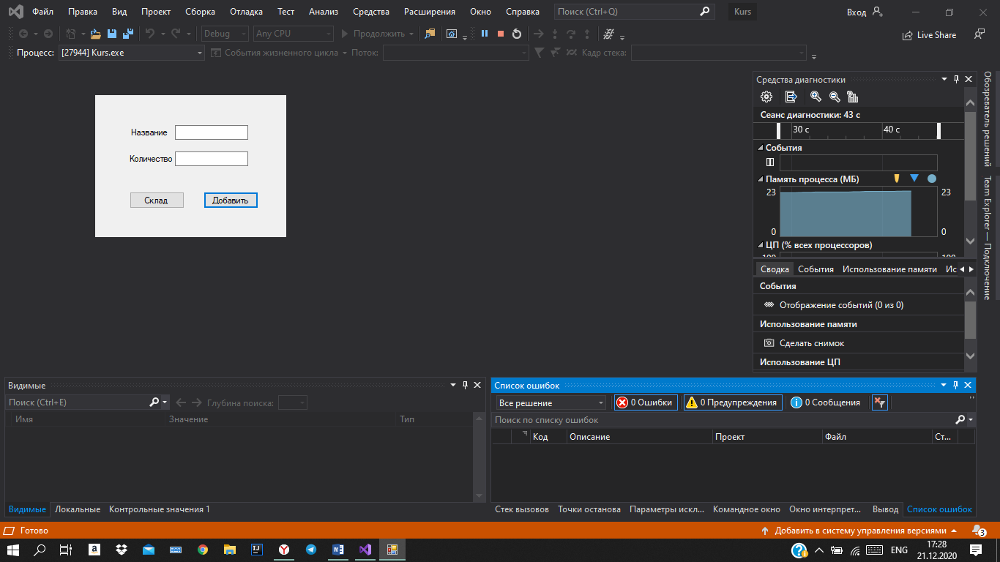 Файл Правка Вид Проект Сборка Отладка Тест Анализ Средства Расширения Окно Справка Поиск (Ctrl+Q) Kurs Вход
Debug Any CPU Продолжить Live Share
Процесс: [27944] Kurs.exe События жизненного цикла Поток: Кадр стека:
Название
Количество
Склад Добавить
Средства диагностики
Сеанс диагностики: 43 с
30 с 40 с
События
Память процесса (МБ)
23 23
0 0
ЦП (% всех процессоров)
100 100
Сводка События Использование памяти Ис
События
Отображение событий (0 из 0)
Использование памяти
Сделать снимок
Использование ЦП
Обозреватель решений
Team Explorer — Подключение
Видимые
Поиск (Ctrl+E) Глубина поиска:
Имя Значение Тип
Видимые Локальные Контрольные значения 1
Список ошибок
Все решение 0 Ошибки 0 Предупреждения 0 Сообщения
Поиск по списку ошибок
Код Описание Проект Файл Ст...
Стек вызовов Точки останова Параметры искл... Командное окно Окно интерпрет... Вывод Список ошибок
Готово Добавить в систему управления версиями 3
ENG 17:28
21.12.2020